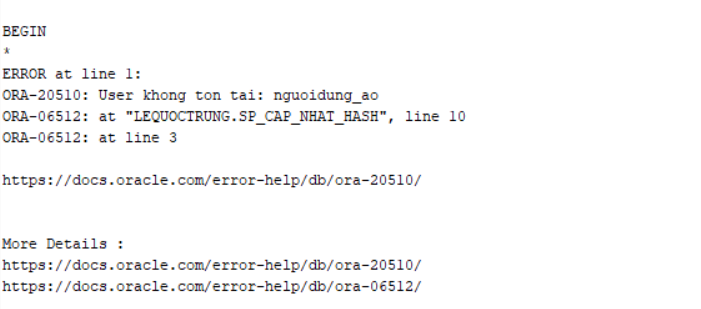 BEGIN
*
ERROR at line 1:
ORA-20510: User khong ton tai: nguoidung_ao
ORA-06512: at "LEQUOCTRUNG.SP_CAP_NHAT_HASH", line 10
ORA-06512: at line 3
https://docs.oracle.com/error-help/db/ora-20510/
More Details :
https://docs.oracle.com/error-help/db/ora-20510/
https://docs.oracle.com/error-help/db/ora-06512/